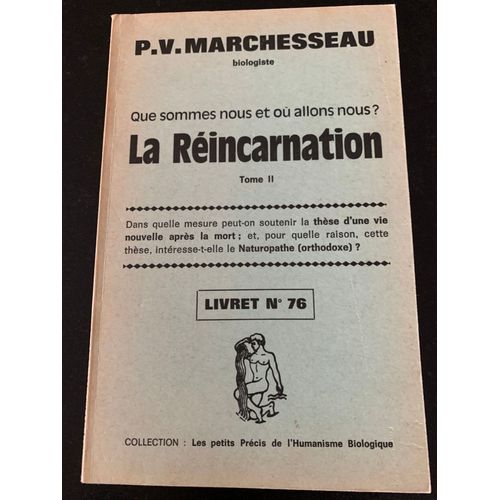 P.V. MARCHESSEAU
biologiste
Que sommes nous et où allons nous ?
La Réincarnation
Tome II
Dans quelle mesure peut-on soutenir la thèse d'une vie
nouvelle après la mort ; et, pour quelle raison, cette
thèse, intéresse-t-elle le Naturopathe (orthodoxe) ?
LIVRET N° 76
COLLECTION : Les petits Précis de l'Humanisme Biologique